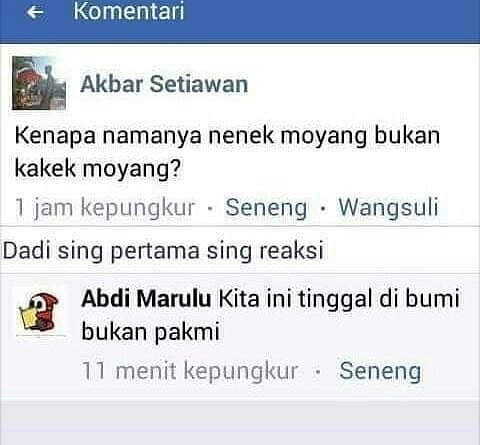 Komentari
Akbar Setiawan
Kenapa namanya nenek moyang bukan
kakek moyang?
1 jam kepungkur · Seneng · Wangsuli
Dadi sing pertama sing reaksi
Abdi Marulu Kita ini tinggal di bumi
bukan pakmi
11 menit kepungkur · Seneng